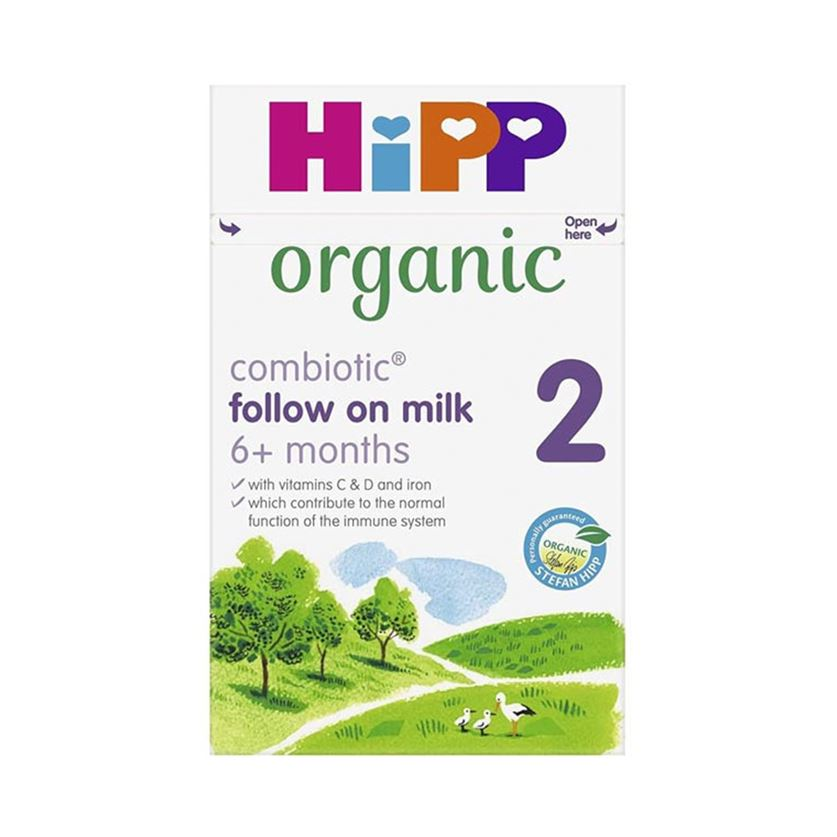 HiPP
Open
here
organic
combiotic®
follow on milk
6+ months
2
with vitamins C & D and iron
which contribute to the normal
function of the immune system
Personally guaranteed
ORGANIC
STEFAN HIPP